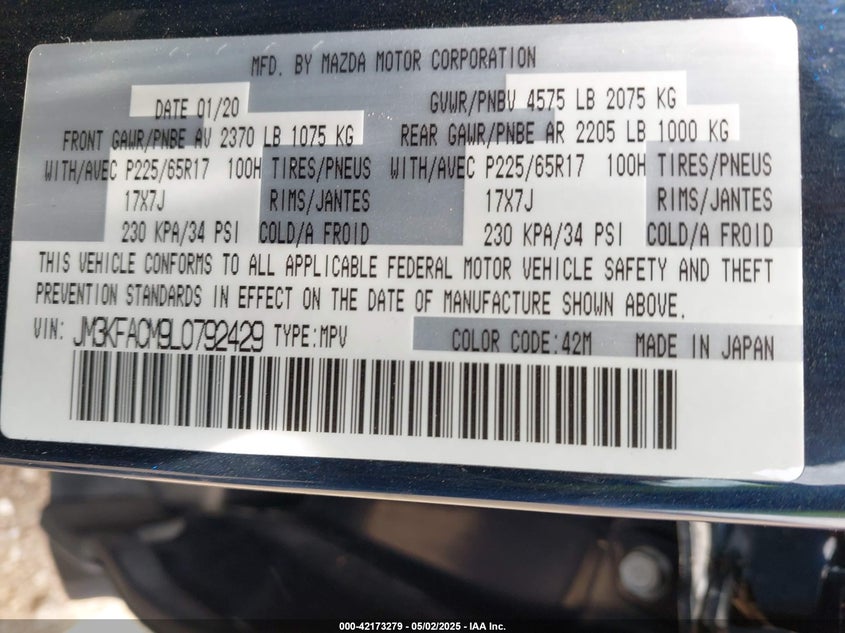 MFD. BY MAZDA MOTOR CORPORATION
DATE 01/20 GVWR/PNBV 4575 LB 2075 KG
FRONT GAWR/PNBE AV 2370 LB 1075 KG REAR GAWR/PNBE AR 2205 LB 1000 KG
WITH/AVEC P225/65R17 100H TIRES/PNEUS WITH/AVEC P225/65R17 100H TIRES/PNEUS
17X7J RIMS/JANTES 17X7J RIMS/JANTES
230 KPA/34 PSI COLD/A FROID 230 KPA/34 PSI COLD/A FROID
THIS VEHICLE CONFORMS TO ALL APPLICABLE FEDERAL MOTOR VEHICLE SAFETY AND THEFT
PREVENTION STANDARDS IN EFFECT ON THE DATE OF MANUFACTURE SHOWN ABOVE.
VIN: JM3KFACM9L0792429 TYPE:MPV COLOR CODE:42M MADE IN JAPAN
000-42173279 - 05/02/2025 - IAA Inc.